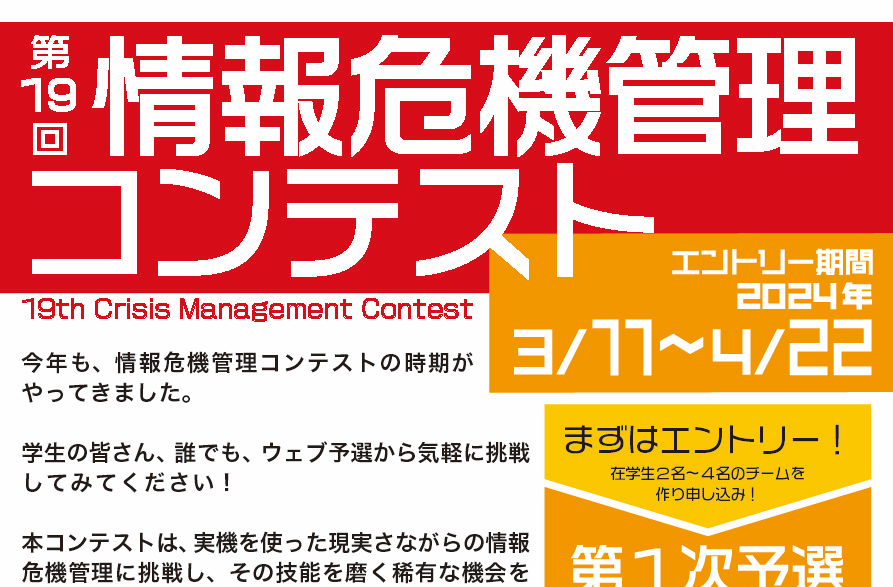 第19回
情報危機管理
コンテスト
19th Crisis Management Contest
エントリー期間
2024年
3/11〜4/22
今年も、情報危機管理コンテストの時期が
やってきました。
学生の皆さん、誰でも、ウェブ予選から気軽に挑戦
してみてください！
本コンテストは、実機を使った現実さながらの情報
危機管理に挑戦し、その技能を磨く稀有な機会を
まずはエントリー！
在学生2名〜4名のチームを
作り申し込み！
第1次予選